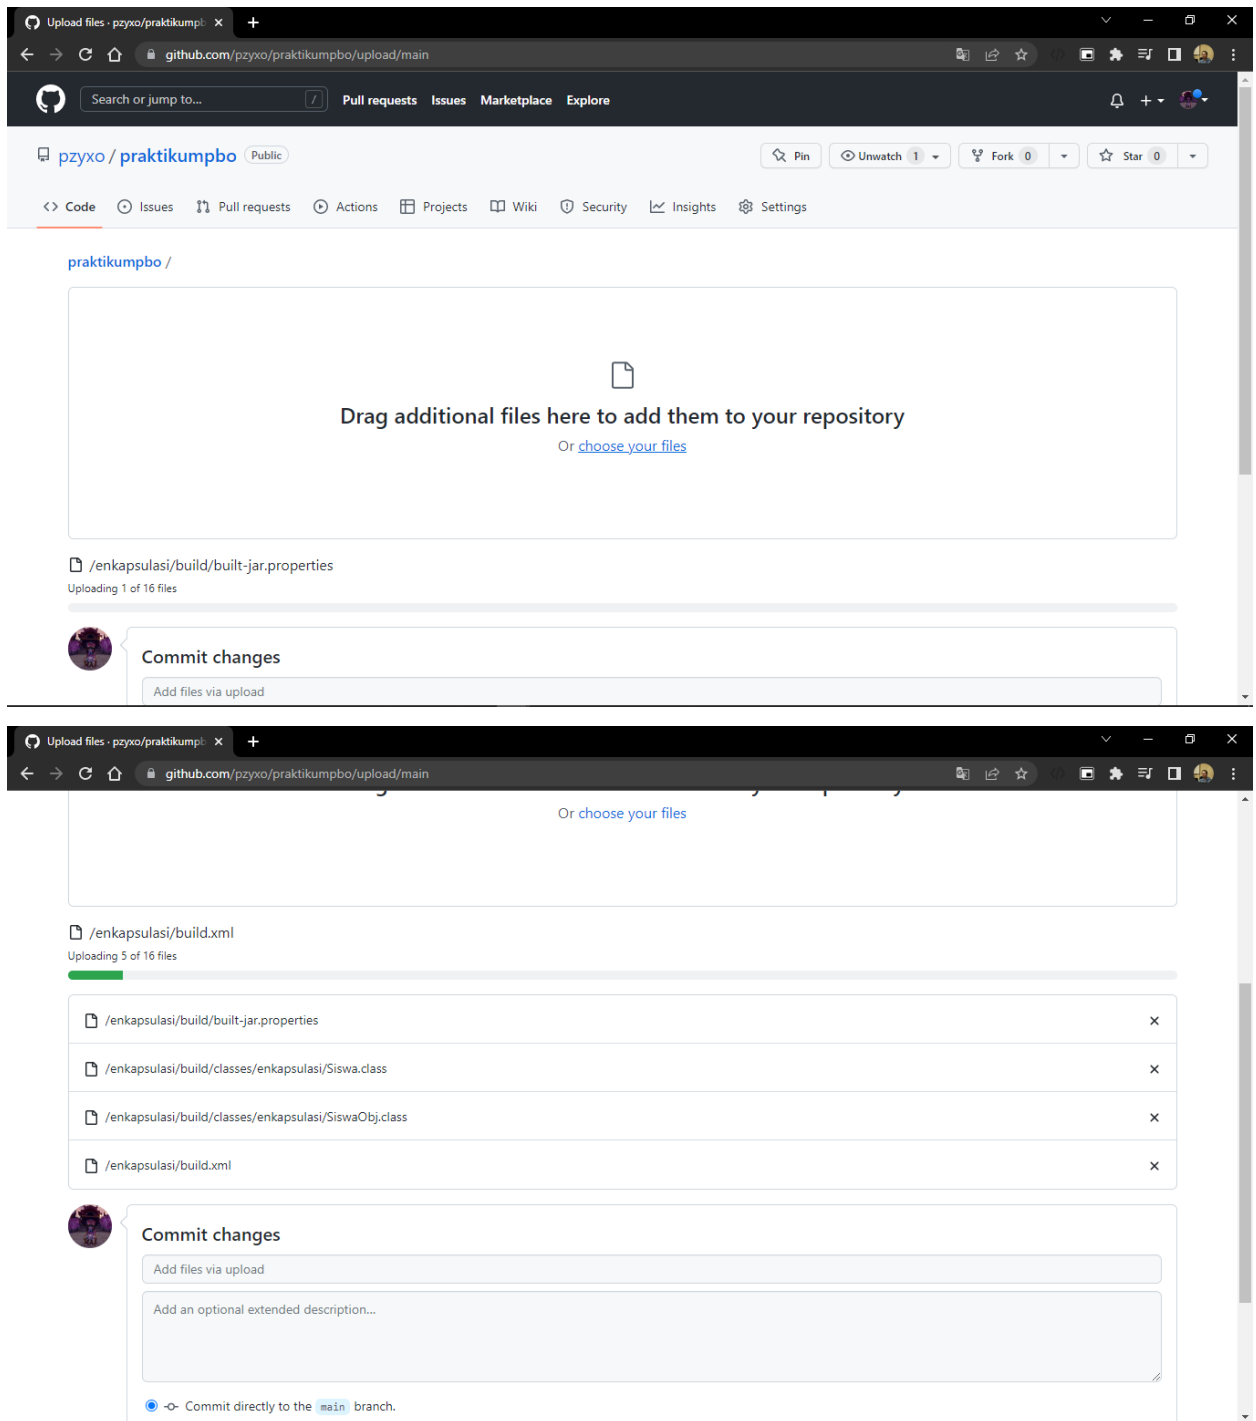 Upload files · pzyxo/praktikumpb
github.com/pzyxo/praktikumpbo/upload/main
Search or jump to... / Pull requests Issues Marketplace Explore
pzyxo / praktikumpbo Public Pin Unwatch 1 Fork 0 Star 0
Code Issues Pull requests Actions Projects Wiki Security Insights Settings
praktikumpbo /
Drag additional files here to add them to your repository
Or choose your files
/enkapsulasi/build/built-jar.properties
Uploading 1 of 16 files
Commit changes
Add files via upload
Upload files · pzyxo/praktikumpb
github.com/pzyxo/praktikumpbo/upload/main
Or choose your files
/enkapsulasi/build.xml
Uploading 5 of 16 files
/enkapsulasi/build/built-jar.properties
/enkapsulasi/build/classes/enkapsulasi/Siswa.class
/enkapsulasi/build/classes/enkapsulasi/SiswaObj.class
/enkapsulasi/build.xml
Commit changes
Add files via upload
Add an optional extended description...
Commit directly to the main branch.